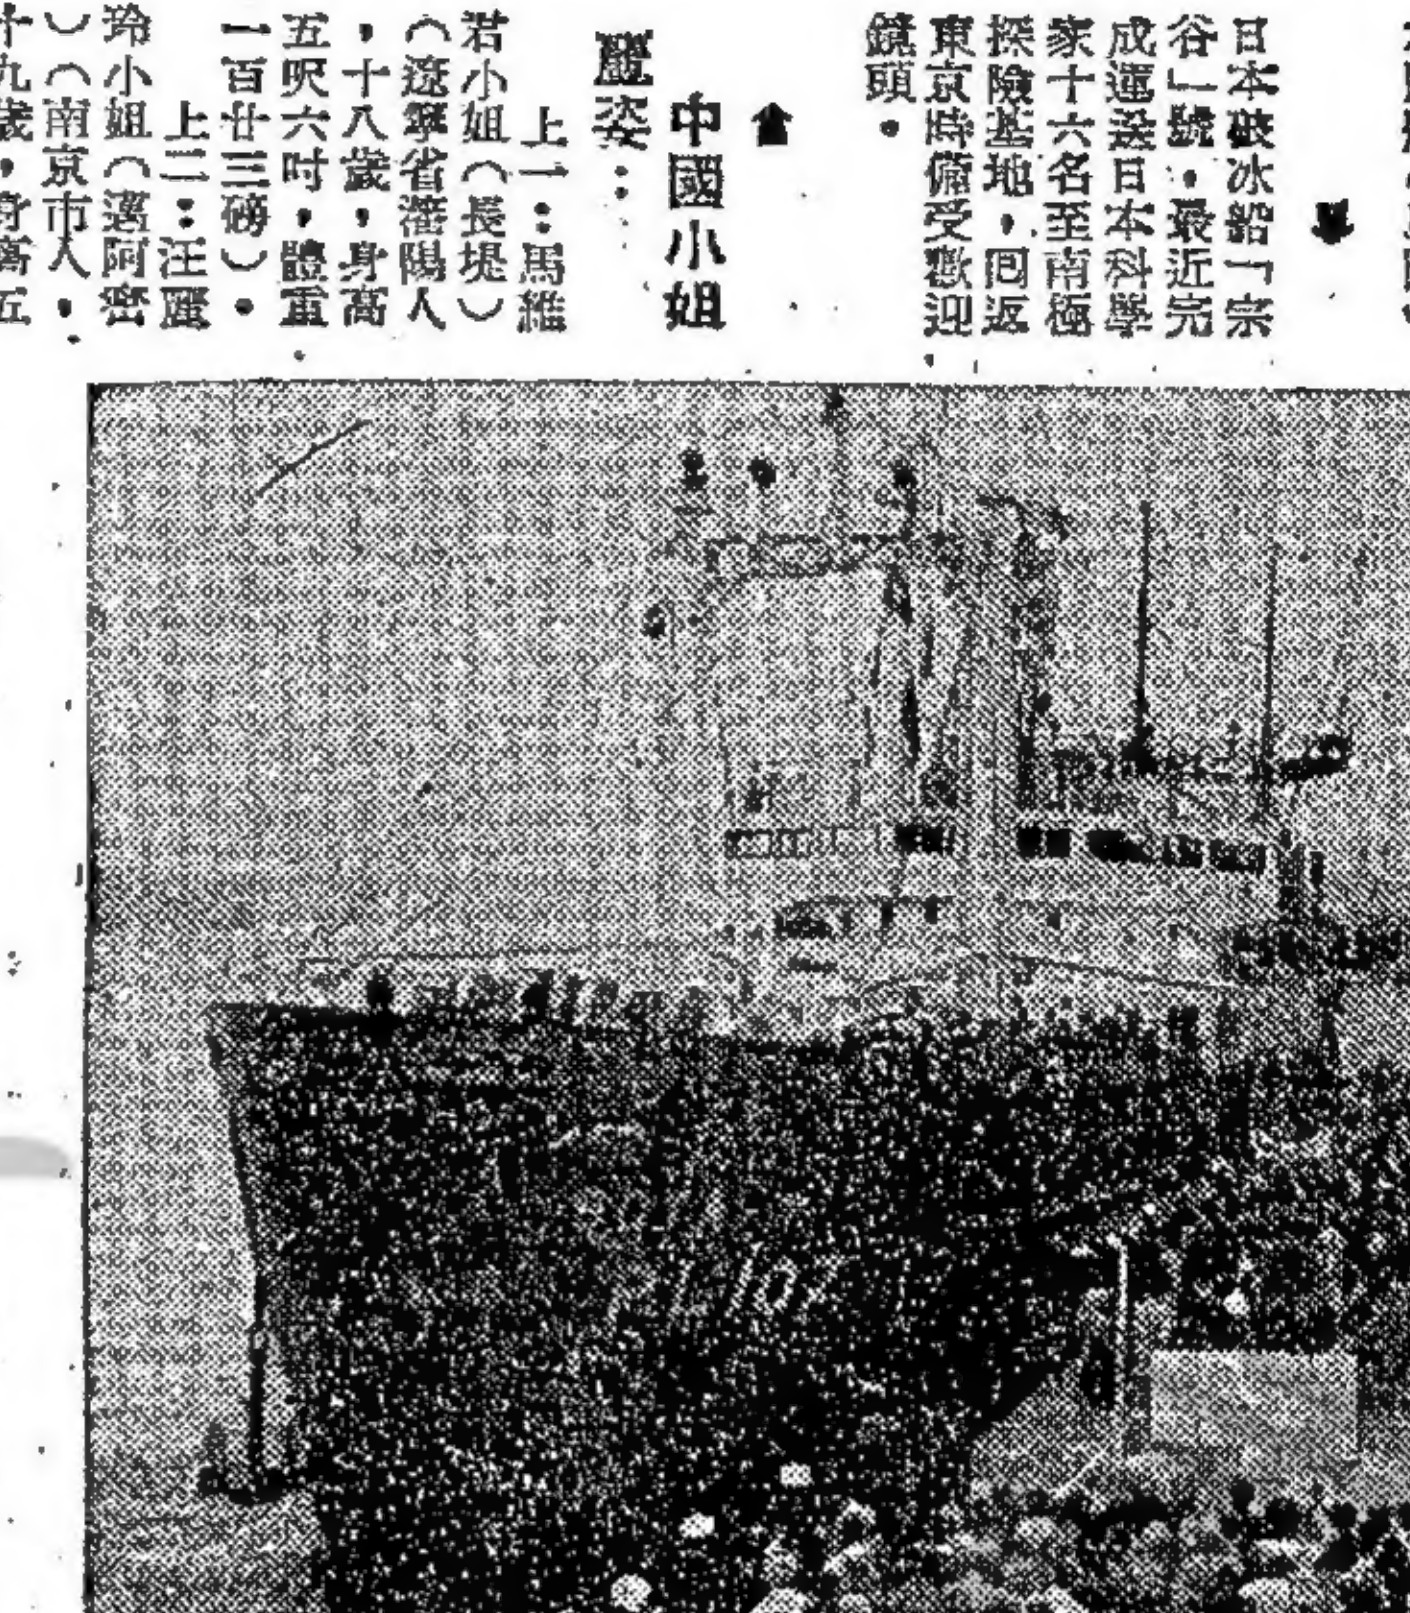 日本破冰船「宗
谷」號，最近完
成運送日本科學
家十六名至南極
探險基地，囘返
東京時備受歡迎
鏡頭。
中國小姐
麗姿：
上一：馬維
君小姐（長堤）
（遼寧省瀋陽人
，十八歲，身高
五呎六吋，體重
一百廿三磅）。
上二：汪麗
玲小姐（邁阿密
）（南京市人，
十九歲，身高五